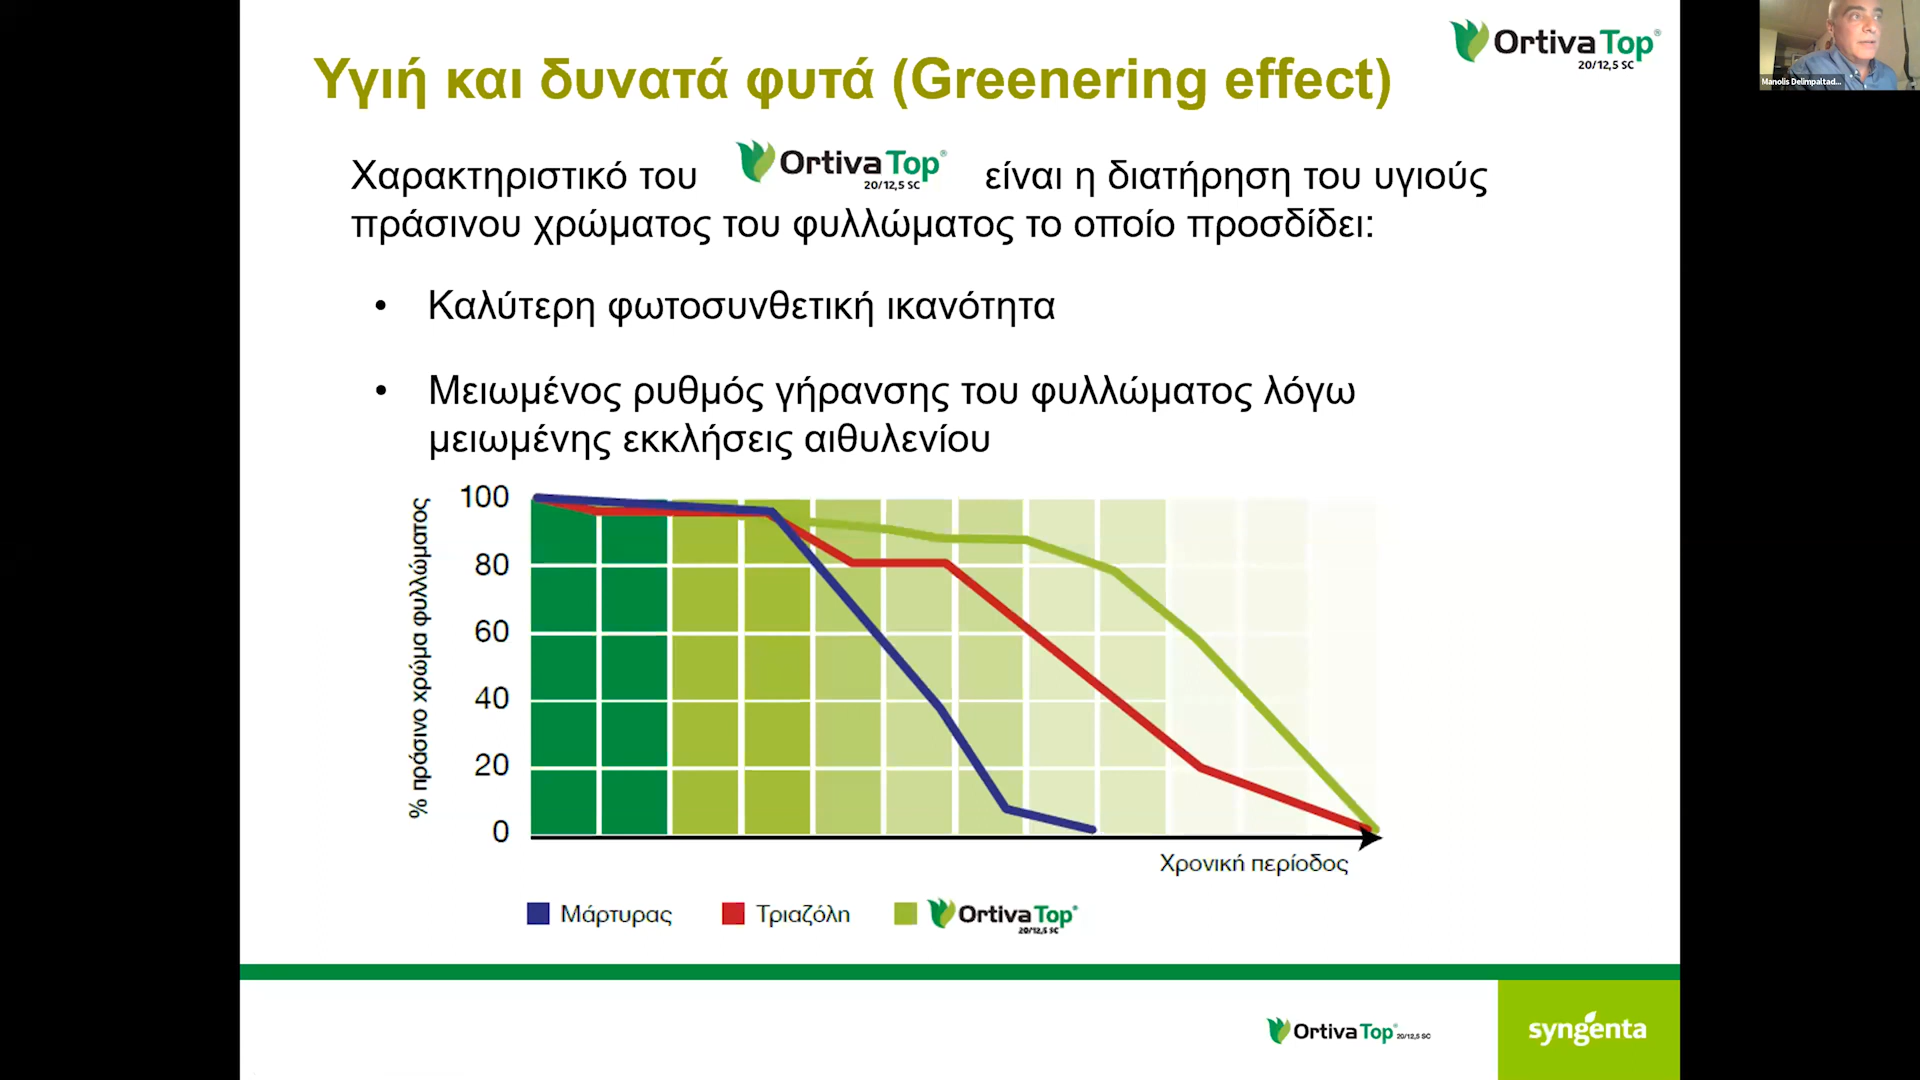 Ortiva Top®
20/12,5 SC
Manolis Delimpaltad...
Υγιή και δυνατά φυτά (Greenering effect)
Χαρακτηριστικό του Ortiva Top® 20/12,5 SC είναι η διατήρηση του υγιούς
πράσινου χρώματος του φυλλώματος το οποίο προσδίδει:
• Καλύτερη φωτοσυνθετική ικανότητα
• Μειωμένος ρυθμός γήρανσης του φυλλώματος λόγω
μειωμένης εκκλήσεις αιθυλενίου
% πράσινο χρώμα φυλλώματος
100
80
60
40
20
0
Χρονική περίοδος
Μάρτυρας Τριαζόλη Ortiva Top®
20/12,5 SC
Ortiva Top® 20/12,5 SC
syngenta